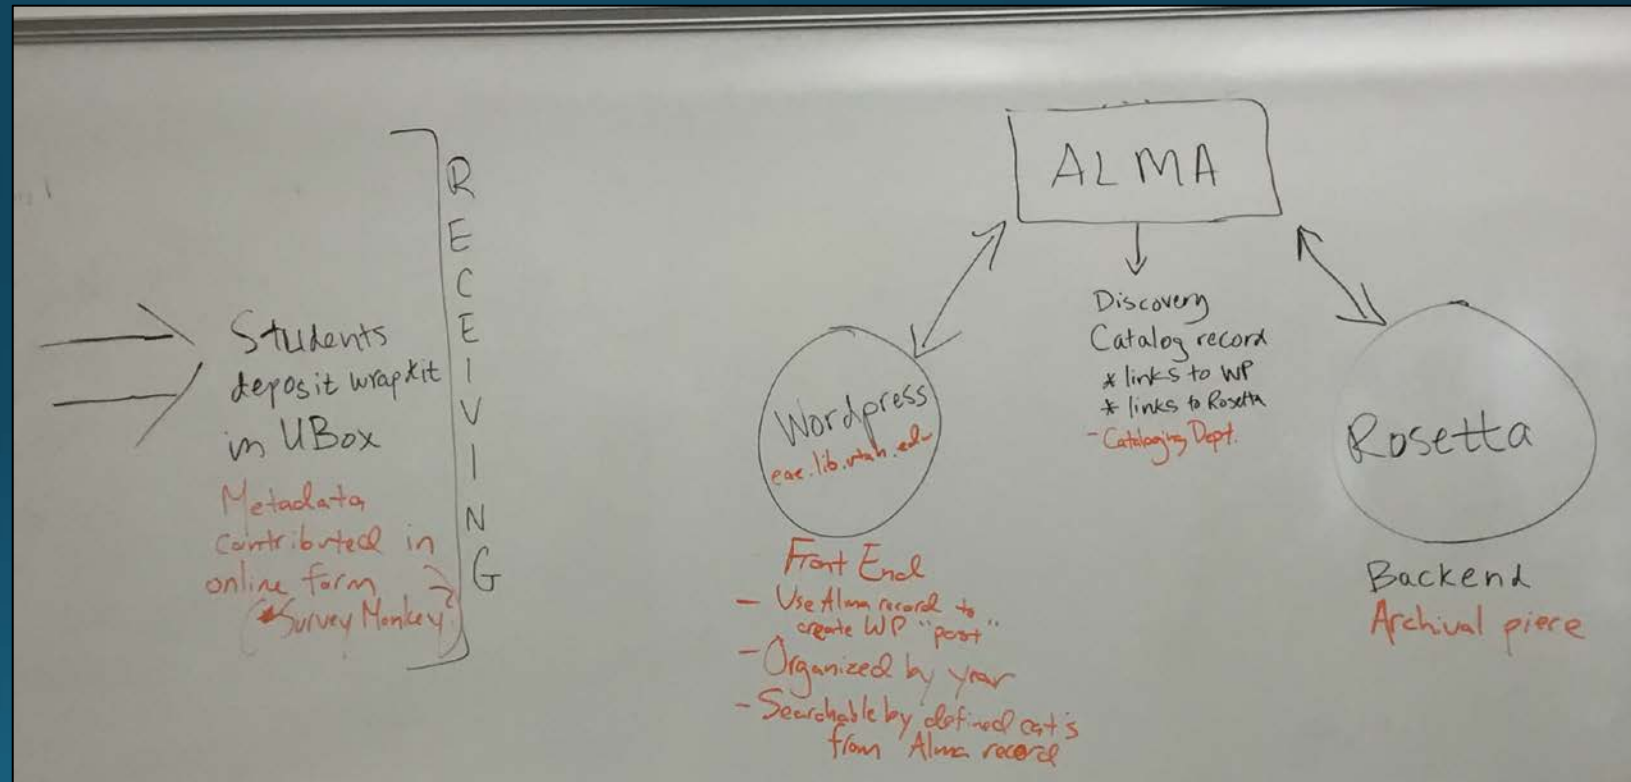 Students
deposit wrapkit
in UBox
Metadata
contributed in
online form
(*Survey Monkey?)
RECEIVING
ALMA
Discovery
Catalog record
* links to WP
* links to Rosetta
- Cataloging Dept.
Wordpress
eae.lib.utah.edu
Front End
- Use Alma record to
create WP "post"
- Organized by year
- Searchable by defined cat's
from Alma record
Rosetta
Backend
Archival piece